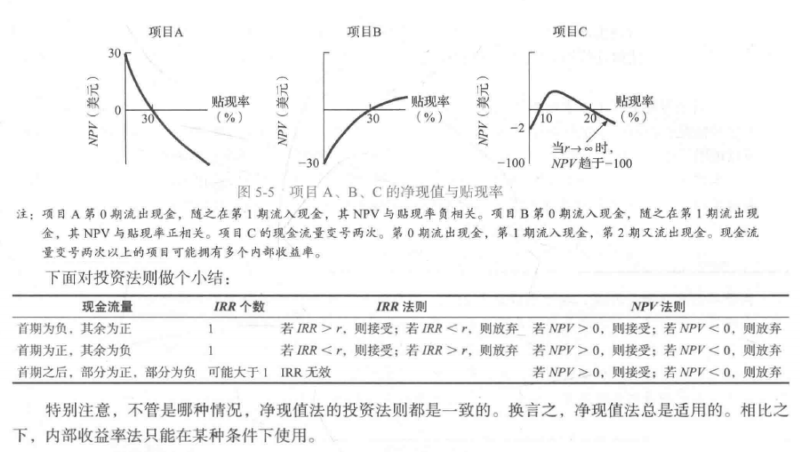 项目A
项目B
项目C
30
0
30
NPV（美元）
贴现率
（%）
-30
30
NPV（美元）
贴现率
（%）
-2
-100
10
20
NPV（美元）
贴现率
（%）
当r→∞时，
NPV趋于-100
图 5-5 项目 A、B、C 的净现值与贴现率
注：项目 A 第 0 期流出现金，随之在第 1 期流入现金，其 NPV 与贴现率负相关。项目 B 第 0 期流入现金，随之在第 1 期流出现
金，其 NPV 与贴现率正相关。项目 C 的现金流量变号两次。第 0 期流出现金，第 1 期流入现金，第 2 期又流出现金。现金流
量变号两次以上的项目可能拥有多个内部收益率。
下面对投资法则做个小结：
现金流量 IRR 个数 IRR 法则 NPV 法则
首期为负，其余为正 1 若 IRR > r，则接受；若 IRR < r，则放弃 若 NPV > 0，则接受；若 NPV < 0，则放弃
首期为正，其余为负 1 若 IRR < r，则接受；若 IRR > r，则放弃 若 NPV > 0，则接受；若 NPV < 0，则放弃
首期之后，部分为正，部分为负 可能大于 1 IRR 无效 若 NPV > 0，则接受；若 NPV < 0，则放弃
特别注意，不管是哪种情况，净现值法的投资法则都是一致的。换言之，净现值法总是适用的。相比之
下，内部收益率法只能在某种条件下使用。